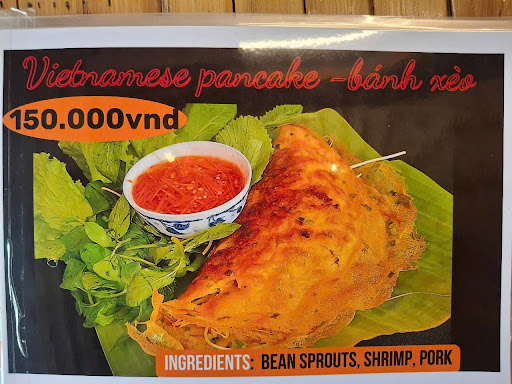 Vietnamese pancake -bánh xèo
150.000vnd
INGREDIENTS: BEAN SPROUTS, SHRIMP, PORK